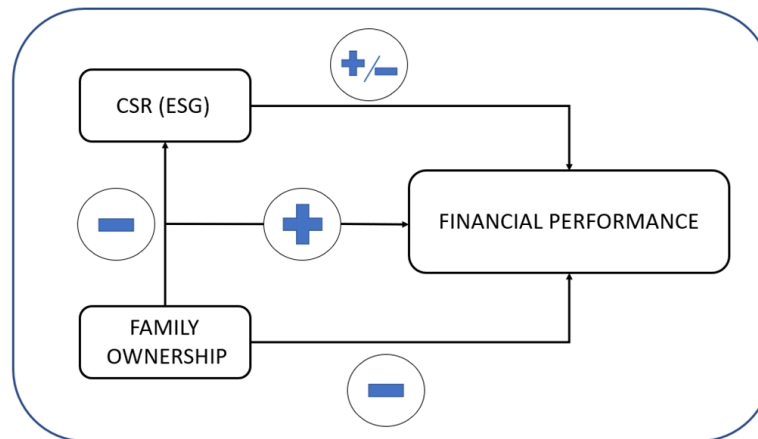 +/-
CSR (ESG)
-
+
FINANCIAL PERFORMANCE
FAMILY
OWNERSHIP
-